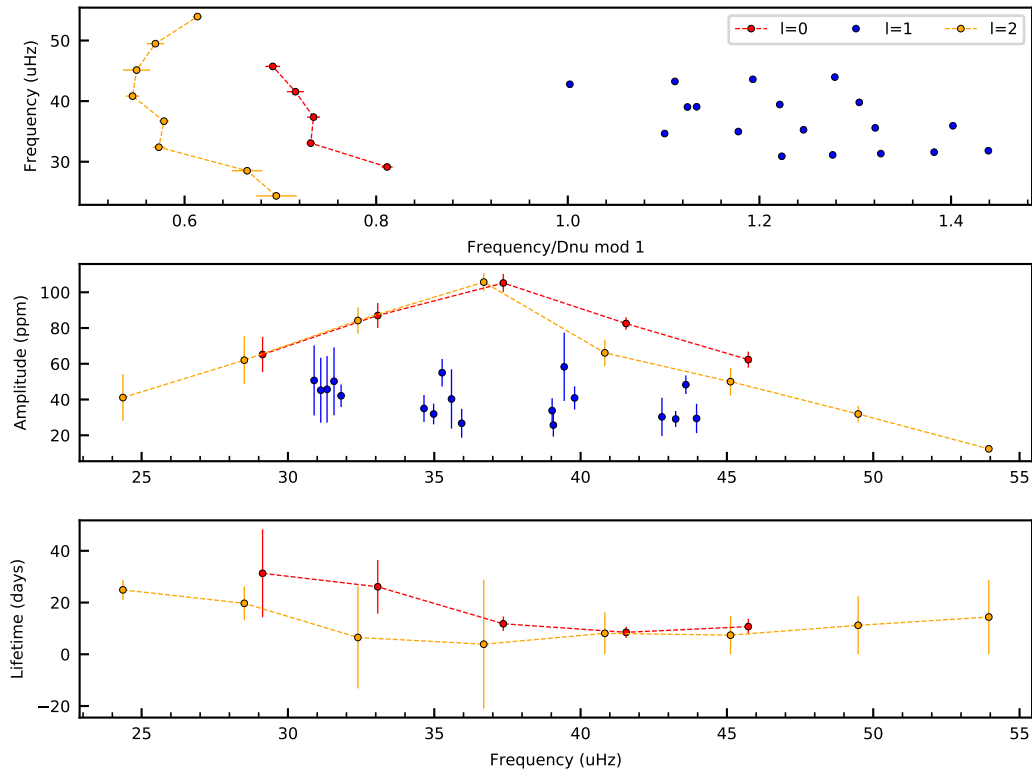 l=0 l=1 l=2
Frequency (uHz)
50
40
30
0.6 0.8 1.0 1.2 1.4
Frequency/Dnu mod 1
Amplitude (ppm)
100
80
60
40
20
25 30 35 40 45 50 55
Lifetime (days)
40
20
0
−20
25 30 35 40 45 50 55
Frequency (uHz)